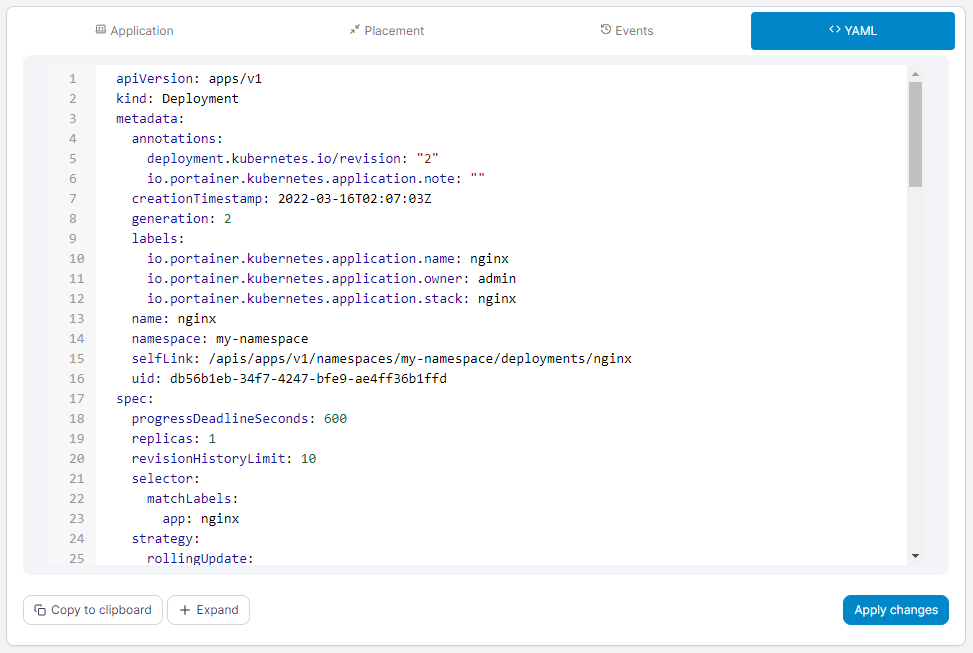 Application
Placement
Events
<> YAML
1 apiVersion: apps/v1
2 kind: Deployment
3 metadata:
4   annotations:
5     deployment.kubernetes.io/revision: "2"
6     io.portainer.kubernetes.application.note: ""
7   creationTimestamp: 2022-03-16T02:07:03Z
8   generation: 2
9   labels:
10     io.portainer.kubernetes.application.name: nginx
11     io.portainer.kubernetes.application.owner: admin
12     io.portainer.kubernetes.application.stack: nginx
13   name: nginx
14   namespace: my-namespace
15   selfLink: /apis/apps/v1/namespaces/my-namespace/deployments/nginx
16   uid: db56b1eb-34f7-4247-bfe9-ae4ff36b1ffd
17 spec:
18   progressDeadlineSeconds: 600
19   replicas: 1
20   revisionHistoryLimit: 10
21   selector:
22     matchLabels:
23       app: nginx
24   strategy:
25     rollingUpdate:
Copy to clipboard
+ Expand
Apply changes